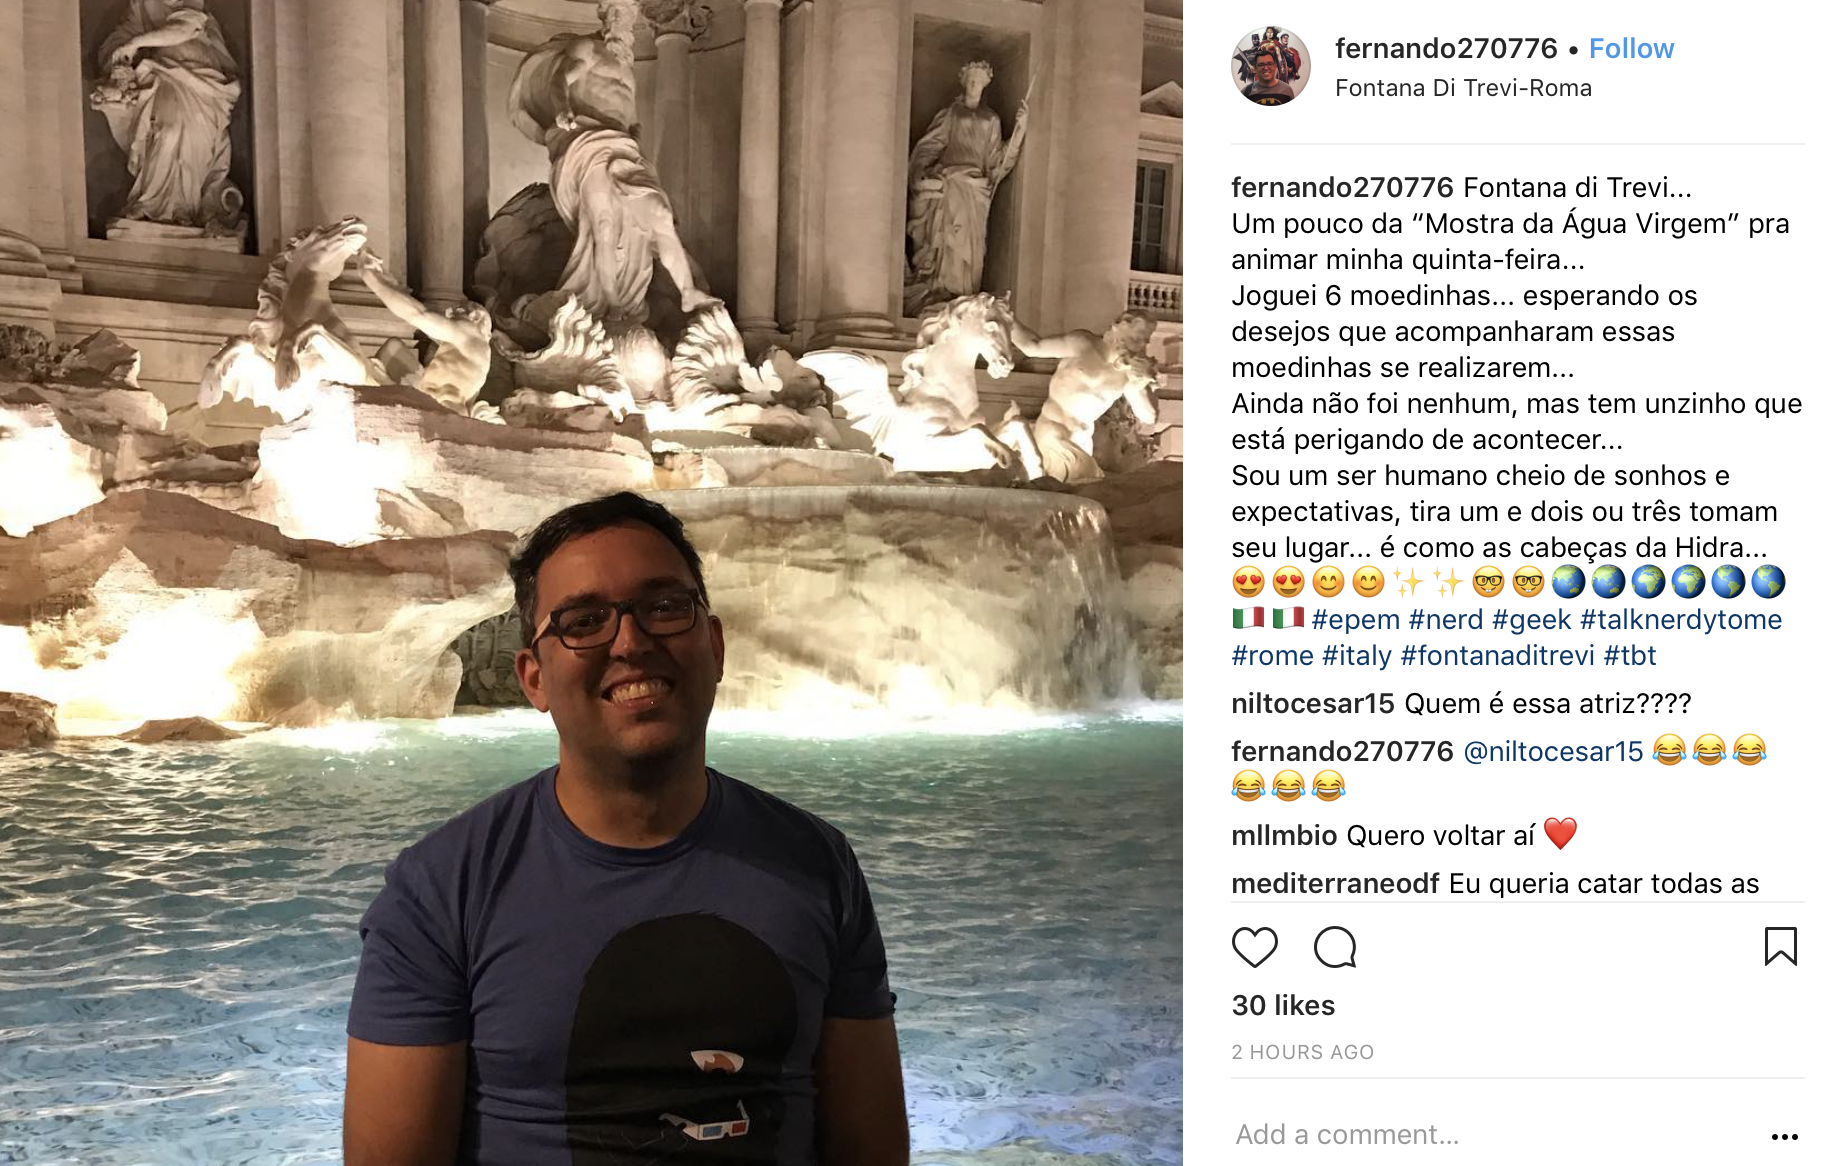 fernando270776 • Follow
Fontana Di Trevi-Roma
fernando270776 Fontana di Trevi...
Um pouco da “Mostra da Água Virgem” pra
animar minha quinta-feira...
Joguei 6 moedinhas... esperando os
desejos que acompanharam essas
moedinhas se realizarem...
Ainda não foi nenhum, mas tem unzinho que
está perigando de acontecer...
Sou um ser humano cheio de sonhos e
expectativas, tira um e dois ou três tomam
seu lugar... é como as cabeças da Hidra...
😍😍😊😊✨✨🤓🤓🌏🌏🌍🌍🌎🌎
🇮🇹🇮🇹 #epem #nerd #geek #talknerdytome
#rome #italy #fontanaditrevi #tbt
niltocesar15 Quem é essa atriz????
fernando270776 @niltocesar15 😂😂😂
😂😂😂
mllmbio Quero voltar aí ❤️
mediterraneodf Eu queria catar todas as
30 likes
2 HOURS AGO
Add a comment...